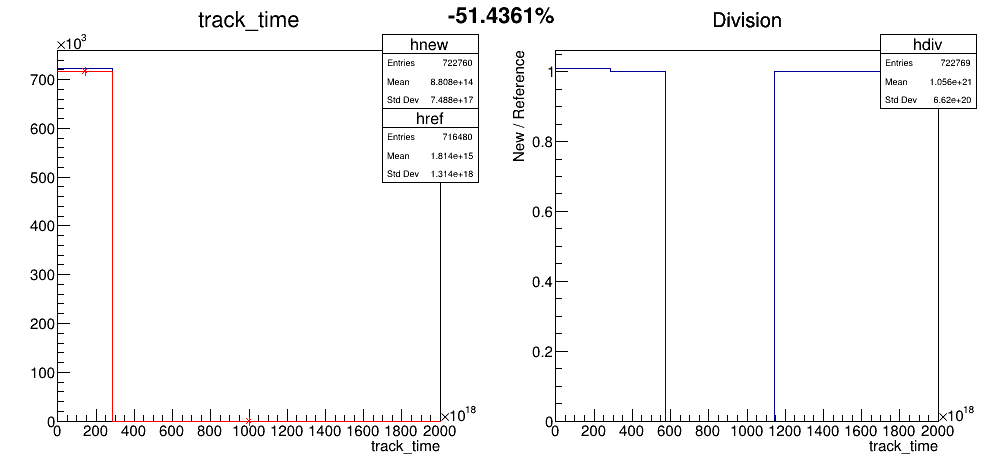 -51.4361%
track_time
×10³
hnew
Entries 722760
Mean 8.808e+14
Std Dev 7.488e+17
href
Entries 716480
Mean 1.814e+15
Std Dev 1.314e+18
700
600
500
400
300
200
100
0
0 200 400 600 800 1000 1200 1400 1600 1800 2000
×10¹⁸
track_time
Division
hdiv
Entries 722769
Mean 1.056e+21
Std Dev 6.62e+20
New / Reference
1
0.8
0.6
0.4
0.2
0
0 200 400 600 800 1000 1200 1400 1600 1800 2000
×10¹⁸
track_time